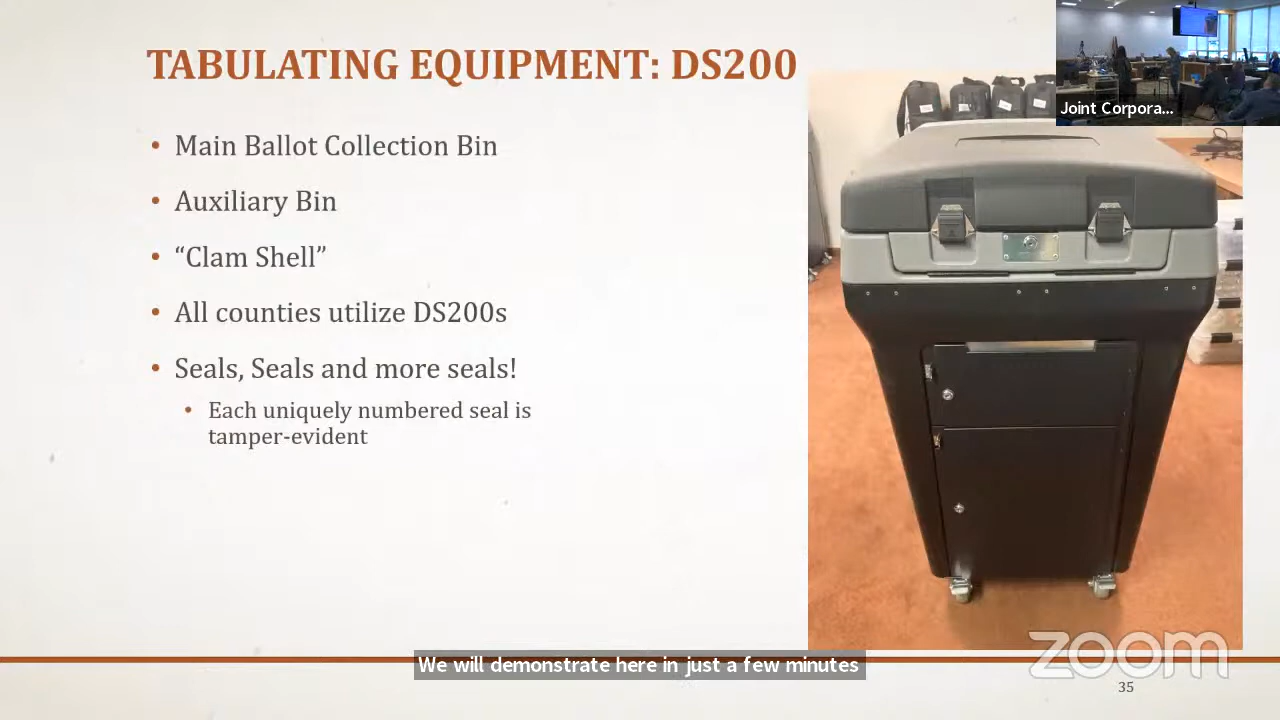 TABULATING EQUIPMENT: DS200
Joint Corpora...
• Main Ballot Collection Bin
• Auxiliary Bin
• “Clam Shell”
• All counties utilize DS200s
• Seals, Seals and more seals!
• Each uniquely numbered seal is
tamper-evident
zoom
We will demonstrate here in just a few minutes
35